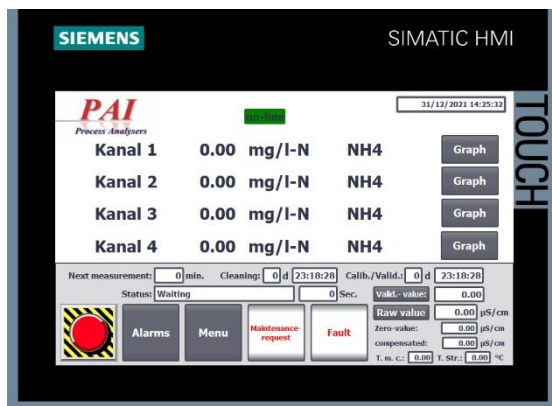 SIEMENS
SIMATIC HMI
TOUCH
PAI
Process Analysers
on-line
31/12/2021 14:25:32
Kanal 1 0.00 mg/l-N NH4 Graph
Kanal 2 0.00 mg/l-N NH4 Graph
Kanal 3 0.00 mg/l-N NH4 Graph
Kanal 4 0.00 mg/l-N NH4 Graph
Next measurement: 0 min. Cleaning: 0 d 23:18:28 Calib./Valid.: 0 d 23:18:28
Status: Waiting 0 Sec. Valid.- value: 0.00
Raw value 0.00 µS/cm
Alarms Menu Maintenance-
request Fault
Zero-value: 0.00 µS/cm
compensated: 0.00 µS/cm
T. m. c.: 0.00 T. Str.: 0.00 °C